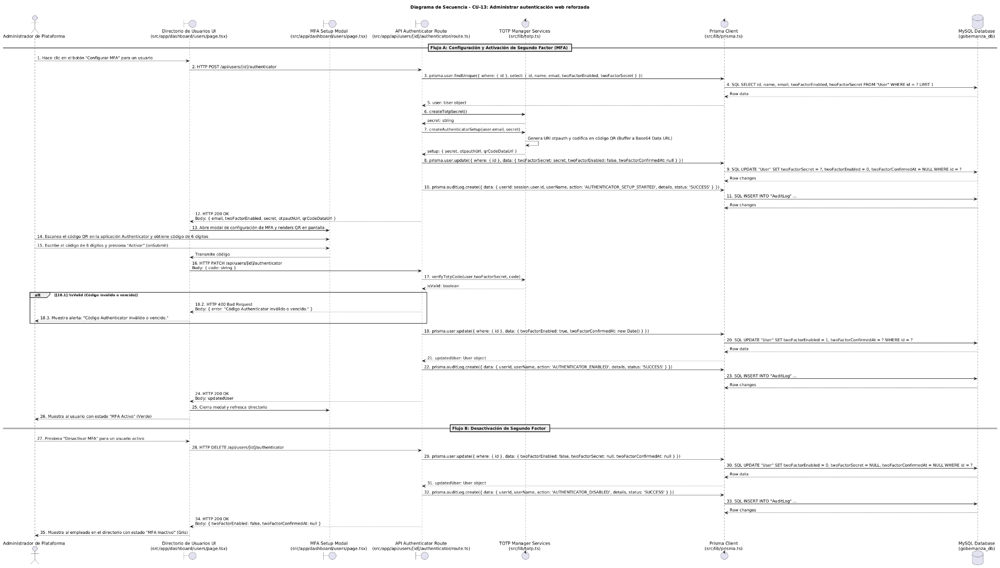 Diagrama de Secuencia - CU-13: Administrar autenticación web reforzada
Administrador de Plataforma
Directorio de Usuarios UI
(src/app/dashboard/users/page.tsx)
MFA Setup Modal
(src/app/dashboard/users/page.tsx)
API Authenticator Route
(src/app/api/users/[id]/authenticator/route.ts)
TOTP Manager Services
(src/lib/totp.ts)
Prisma Client
(src/lib/prisma.ts)
MySQL Database
(gobernanza_db)
Flujo A: Configuración y Activación de Segundo Factor (MFA)
1. Hace clic en el botón "Configurar MFA" para un usuario
2. HTTP POST /api/users/[id]/authenticator
3. prisma.user.findUnique({ where: { id }, select: { id, name, email, twoFactorEnabled, twoFactorSecret } })
4. SQL SELECT id, name, email, twoFactorEnabled, twoFactorSecret FROM "User" WHERE id = ? LIMIT 1
Row data
5. user: User object
6. createTotpSecret()
secret: string
7. createAuthenticatorSetup(user.email, secret)
Genera URI otpauth y codifica en código QR (Buffer a Base64 Data URL)
setup: { secret, otpauthUrl, qrCodeDataUrl }
8. prisma.user.update({ where: { id }, data: { twoFactorSecret: secret, twoFactorEnabled: false, twoFactorConfirmedAt: null } })
9. SQL UPDATE "User" SET twoFactorSecret = ?, twoFactorEnabled = 0, twoFactorConfirmedAt = NULL WHERE id = ?
Row changes
10. prisma.auditLog.create({ data: { userId: session.user.id, userName, action: 'AUTHENTICATOR_SETUP_STARTED', details, status: 'SUCCESS' } })
11. SQL INSERT INTO "AuditLog" ...
Row changes
12. HTTP 200 OK
Body: { email, twoFactorEnabled, secret, otpauthUrl, qrCodeDataUrl }
13. Abre modal de configuración de MFA y renders QR en pantalla
14. Escanea el código QR en la aplicación Authenticator y obtiene código de 6 dígitos
15. Escribe el código de 6 dígitos y presiona "Activar" (onSubmit)
Transmite código
16. HTTP PATCH /api/users/[id]/authenticator
Body: { code: string }
17. verifyTotpCode(user.twoFactorSecret, code)
isValid: boolean
alt [[18.1] !isValid (Código inválido o vencido)]
18.2. HTTP 400 Bad Request
Body: { error: "Código Authenticator inválido o vencido." }
18.3. Muestra alerta: "Código Authenticator inválido o vencido."
19. prisma.user.update({ where: { id }, data: { twoFactorEnabled: true, twoFactorConfirmedAt: new Date() } })
20. SQL UPDATE "User" SET twoFactorEnabled = 1, twoFactorConfirmedAt = ? WHERE id = ?
Row data
21. updatedUser: User object
22. prisma.auditLog.create({ data: { userId, userName, action: 'AUTHENTICATOR_ENABLED', details, status: 'SUCCESS' } })
23. SQL INSERT INTO "AuditLog" ...
Row changes
24. HTTP 200 OK
Body: updatedUser
25. Cierra modal y refresca directorio
26. Muestra al usuario con estado "MFA Activo" (Verde)
Flujo B: Desactivación de Segundo Factor
27. Presiona "Desactivar MFA" para un usuario activo
28. HTTP DELETE /api/users/[id]/authenticator
29. prisma.user.update({ where: { id }, data: { twoFactorEnabled: false, twoFactorSecret: null, twoFactorConfirmedAt: null } })
30. SQL UPDATE "User" SET twoFactorEnabled = 0, twoFactorSecret = NULL, twoFactorConfirmedAt = NULL WHERE id = ?
Row data
31. updatedUser: User object
32. prisma.auditLog.create({ data: { userId, userName, action: 'AUTHENTICATOR_DISABLED', details, status: 'SUCCESS' } })
33. SQL INSERT INTO "AuditLog" ...
Row changes
34. HTTP 200 OK
Body: { twoFactorEnabled: false, twoFactorConfirmedAt: null }
35. Muestra al empleado en el directorio con estado "MFA Inactivo" (Gris)
Administrador de Plataforma
Directorio de Usuarios UI
(src/app/dashboard/users/page.tsx)
MFA Setup Modal
(src/app/dashboard/users/page.tsx)
API Authenticator Route
(src/app/api/users/[id]/authenticator/route.ts)
TOTP Manager Services
(src/lib/totp.ts)
Prisma Client
(src/lib/prisma.ts)
MySQL Database
(gobernanza_db)